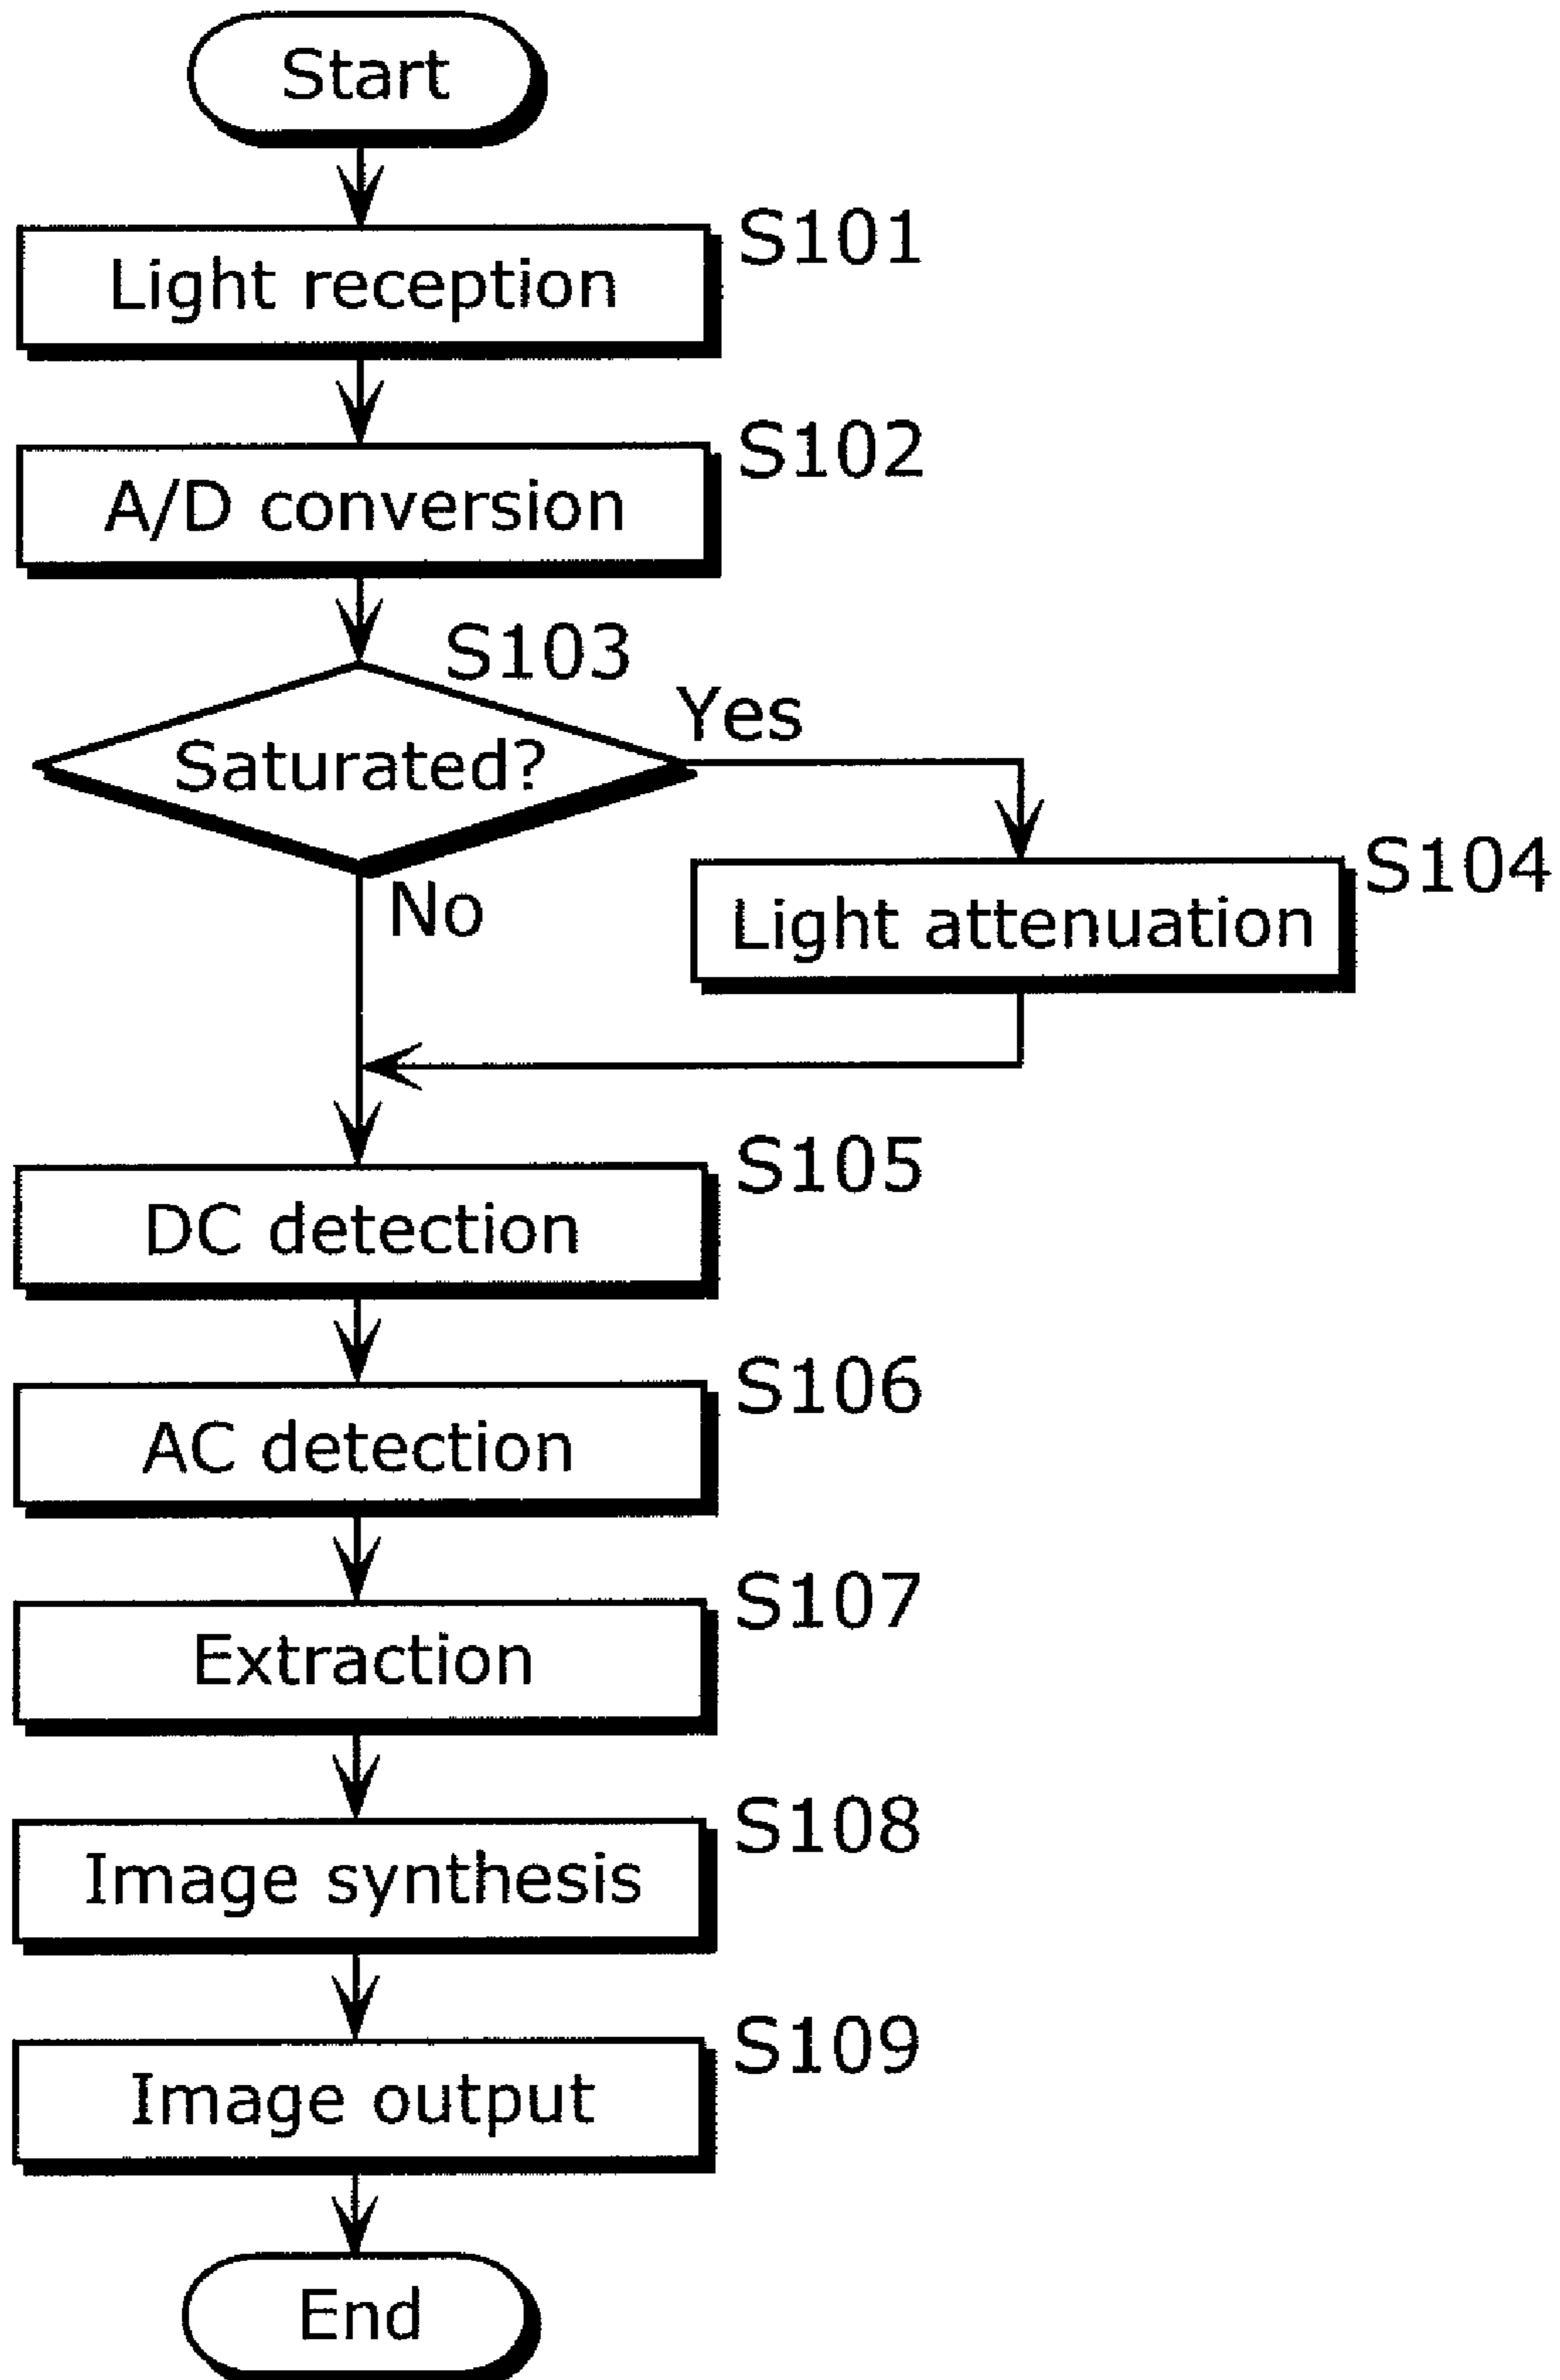 Start
S101
Light reception
S102
A/D conversion
S103
Saturated?
Yes
No
S104
Light attenuation
S105
DC detection
S106
AC detection
S107
Extraction
S108
Image synthesis
S109
Image output
End